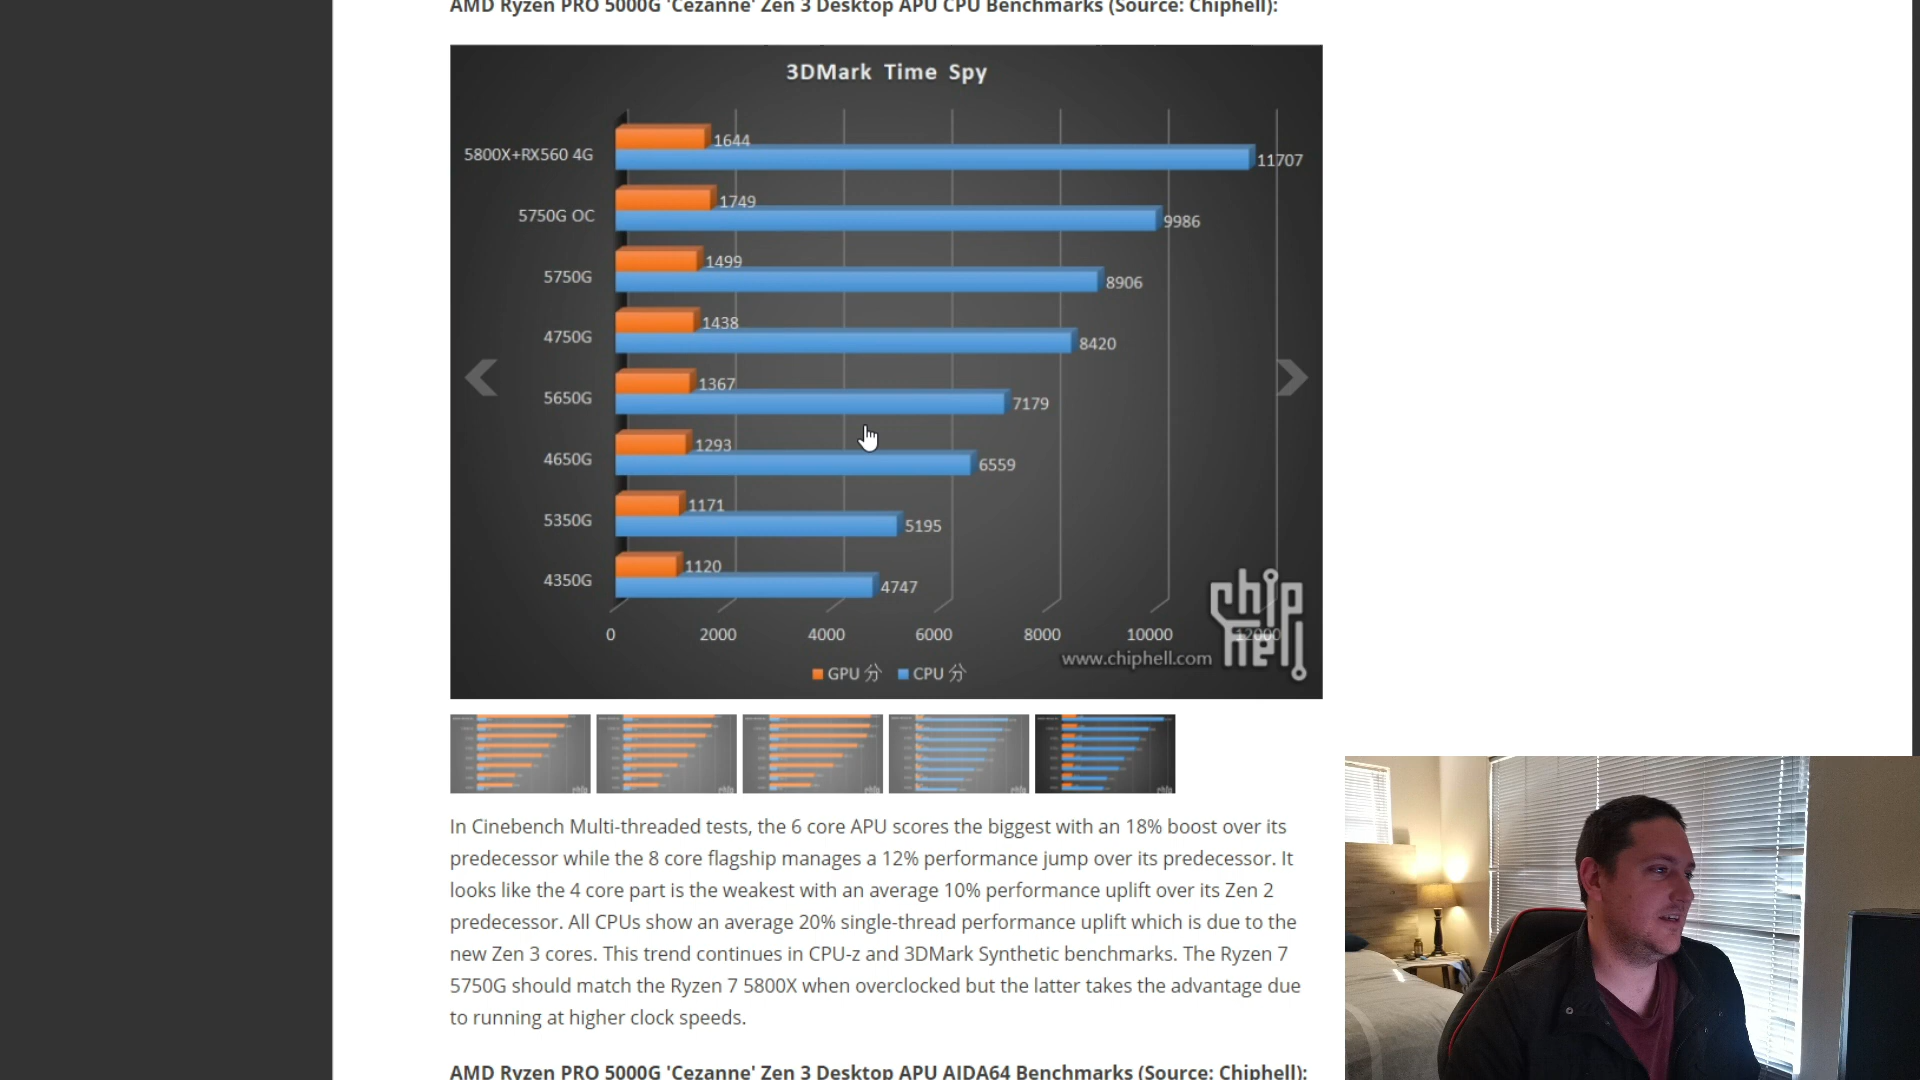 AMD Ryzen PRO 5000G 'Cezanne' Zen 3 Desktop APU CPU Benchmarks (Source: Chiphell):
3DMark Time Spy
5800X+RX560 4G
1644
11707
5750G OC
1749
9986
5750G
1499
8906
4750G
1438
8420
5650G
1367
7179
4650G
1293
6559
5350G
1171
5195
4350G
1120
4747
0 2000 4000 6000 8000 10000 12000
GPU 分 CPU 分
www.chiphell.com
chip
hell
In Cinebench Multi-threaded tests, the 6 core APU scores the biggest with an 18% boost over its
predecessor while the 8 core flagship manages a 12% performance jump over its predecessor. It
looks like the 4 core part is the weakest with an average 10% performance uplift over its Zen 2
predecessor. All CPUs show an average 20% single-thread performance uplift which is due to the
new Zen 3 cores. This trend continues in CPU-z and 3DMark Synthetic benchmarks. The Ryzen 7
5750G should match the Ryzen 7 5800X when overclocked but the latter takes the advantage due
to running at higher clock speeds.
AMD Ryzen PRO 5000G 'Cezanne' Zen 3 Desktop APU AIDA64 Benchmarks (Source: Chiphell):